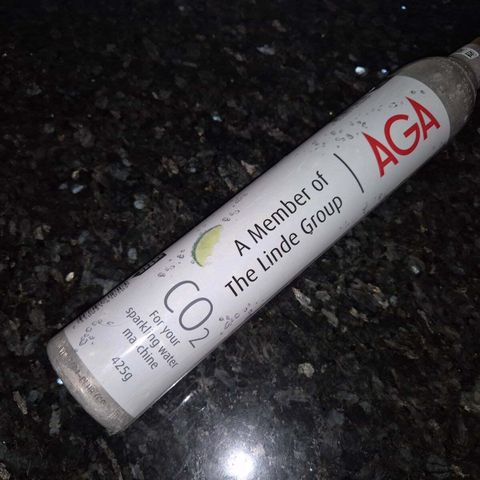 AGA
A Member of
The Linde Group
CO2
For your
sparkling water
machine
425g